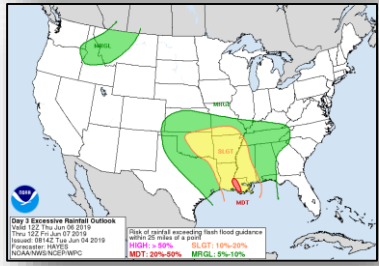 MRGL
MRGL
SLGT
MDT
NOAA
Day 3 Excessive Rainfall Outlook
Valid 12Z Thu Jun 06 2019
Thru 12Z Fri Jun 07 2019
Issued: 0814Z Tue Jun 04 2019
Forecaster: HAYES
NOAA/NWS/NCEP/WPC
Risk of rainfall exceeding flash flood guidance
within 25 miles of a point
HIGH: > 50% SLGT: 10%-20%
MDT: 20%-50% MRGL: 5%-10%